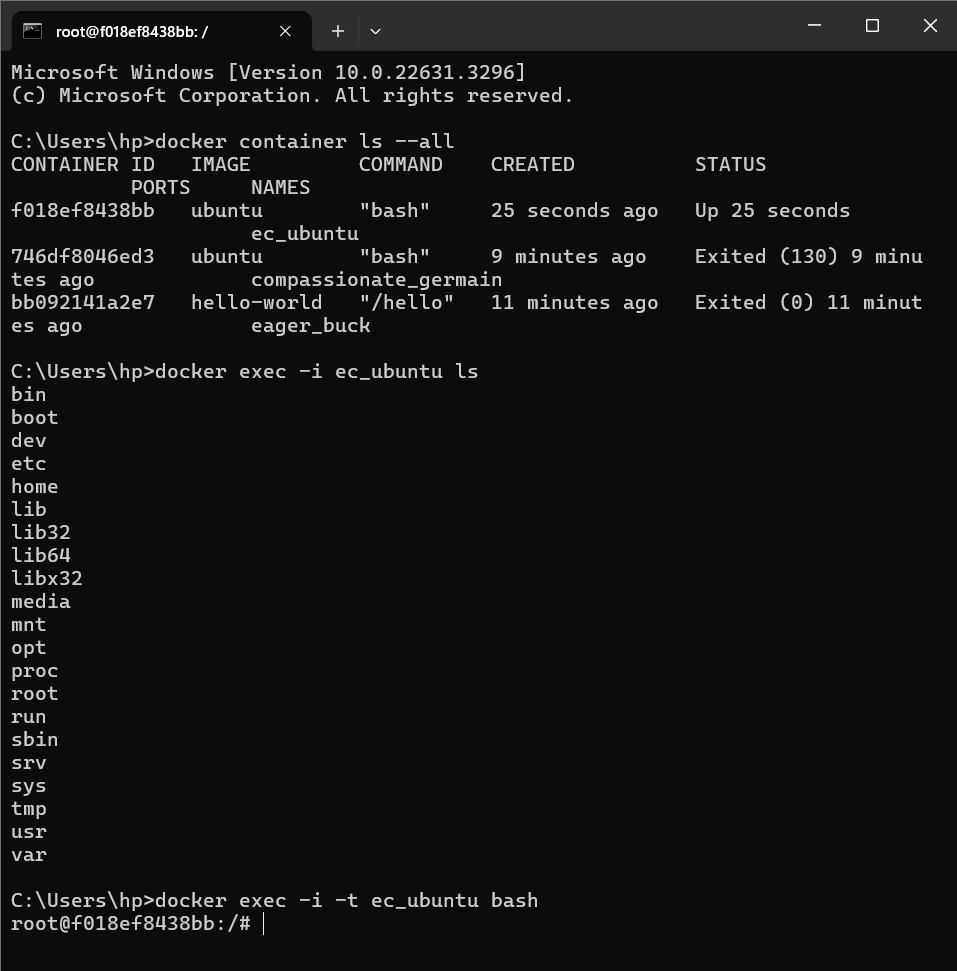 root@f018ef8438bb: /
Microsoft Windows [Version 10.0.22631.3296]
(c) Microsoft Corporation. All rights reserved.
C:\Users\hp>docker container ls --all
CONTAINER ID   IMAGE         COMMAND    CREATED          STATUS
          PORTS     NAMES
f018ef8438bb   ubuntu        "bash"     25 seconds ago   Up 25 seconds
                    ec_ubuntu
746df8046ed3   ubuntu        "bash"     9 minutes ago    Exited (130) 9 minu
tes ago             compassionate_germain
bb092141a2e7   hello-world   "/hello"   11 minutes ago   Exited (0) 11 minut
es ago              eager_buck
C:\Users\hp>docker exec -i ec_ubuntu ls
bin
boot
dev
etc
home
lib
lib32
lib64
libx32
media
mnt
opt
proc
root
run
sbin
srv
sys
tmp
usr
var
C:\Users\hp>docker exec -i -t ec_ubuntu bash
root@f018ef8438bb:/#